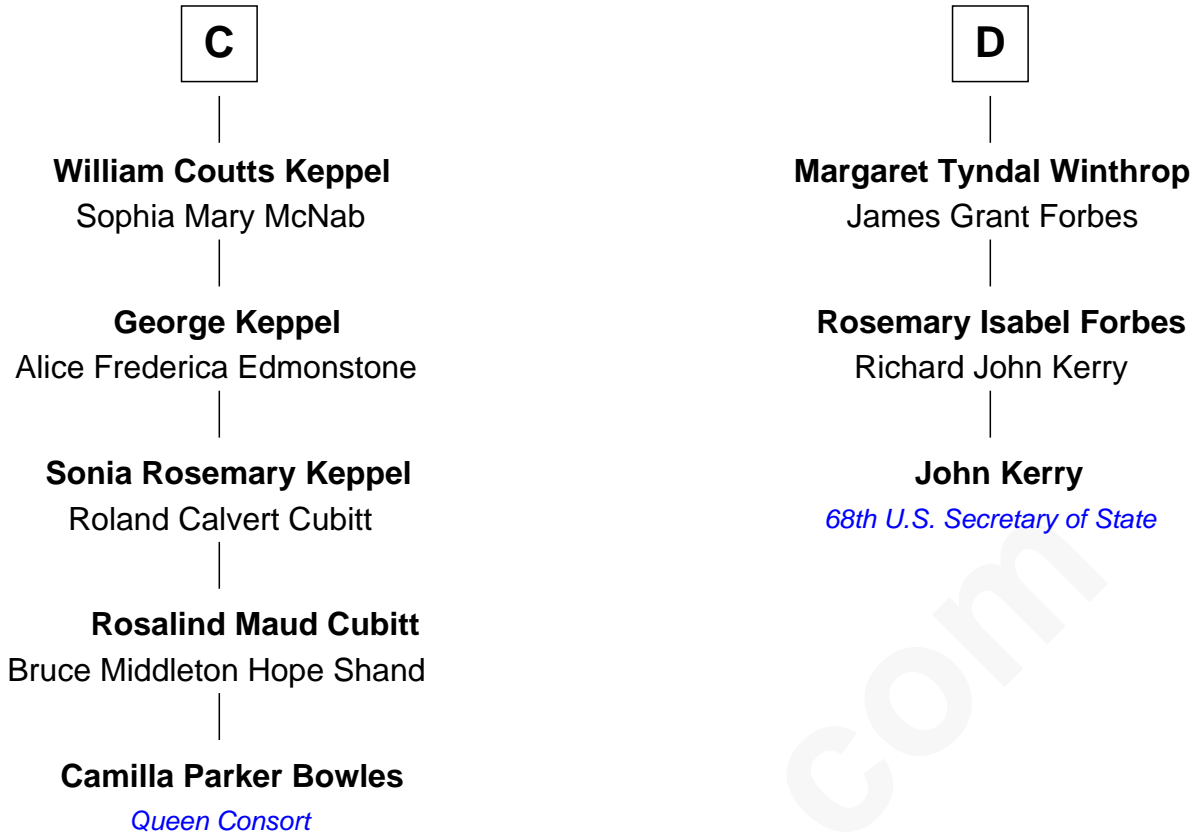 C
William Coutts Keppel
Sophia Mary McNab
George Keppel
Alice Frederica Edmonstone
Sonia Rosemary Keppel
Roland Calvert Cubitt
Rosalind Maud Cubitt
Bruce Middleton Hope Shand
Camilla Parker Bowles
Queen Consort
D
Margaret Tyndal Winthrop
James Grant Forbes
Rosemary Isabel Forbes
Richard John Kerry
John Kerry
68th U.S. Secretary of State
com